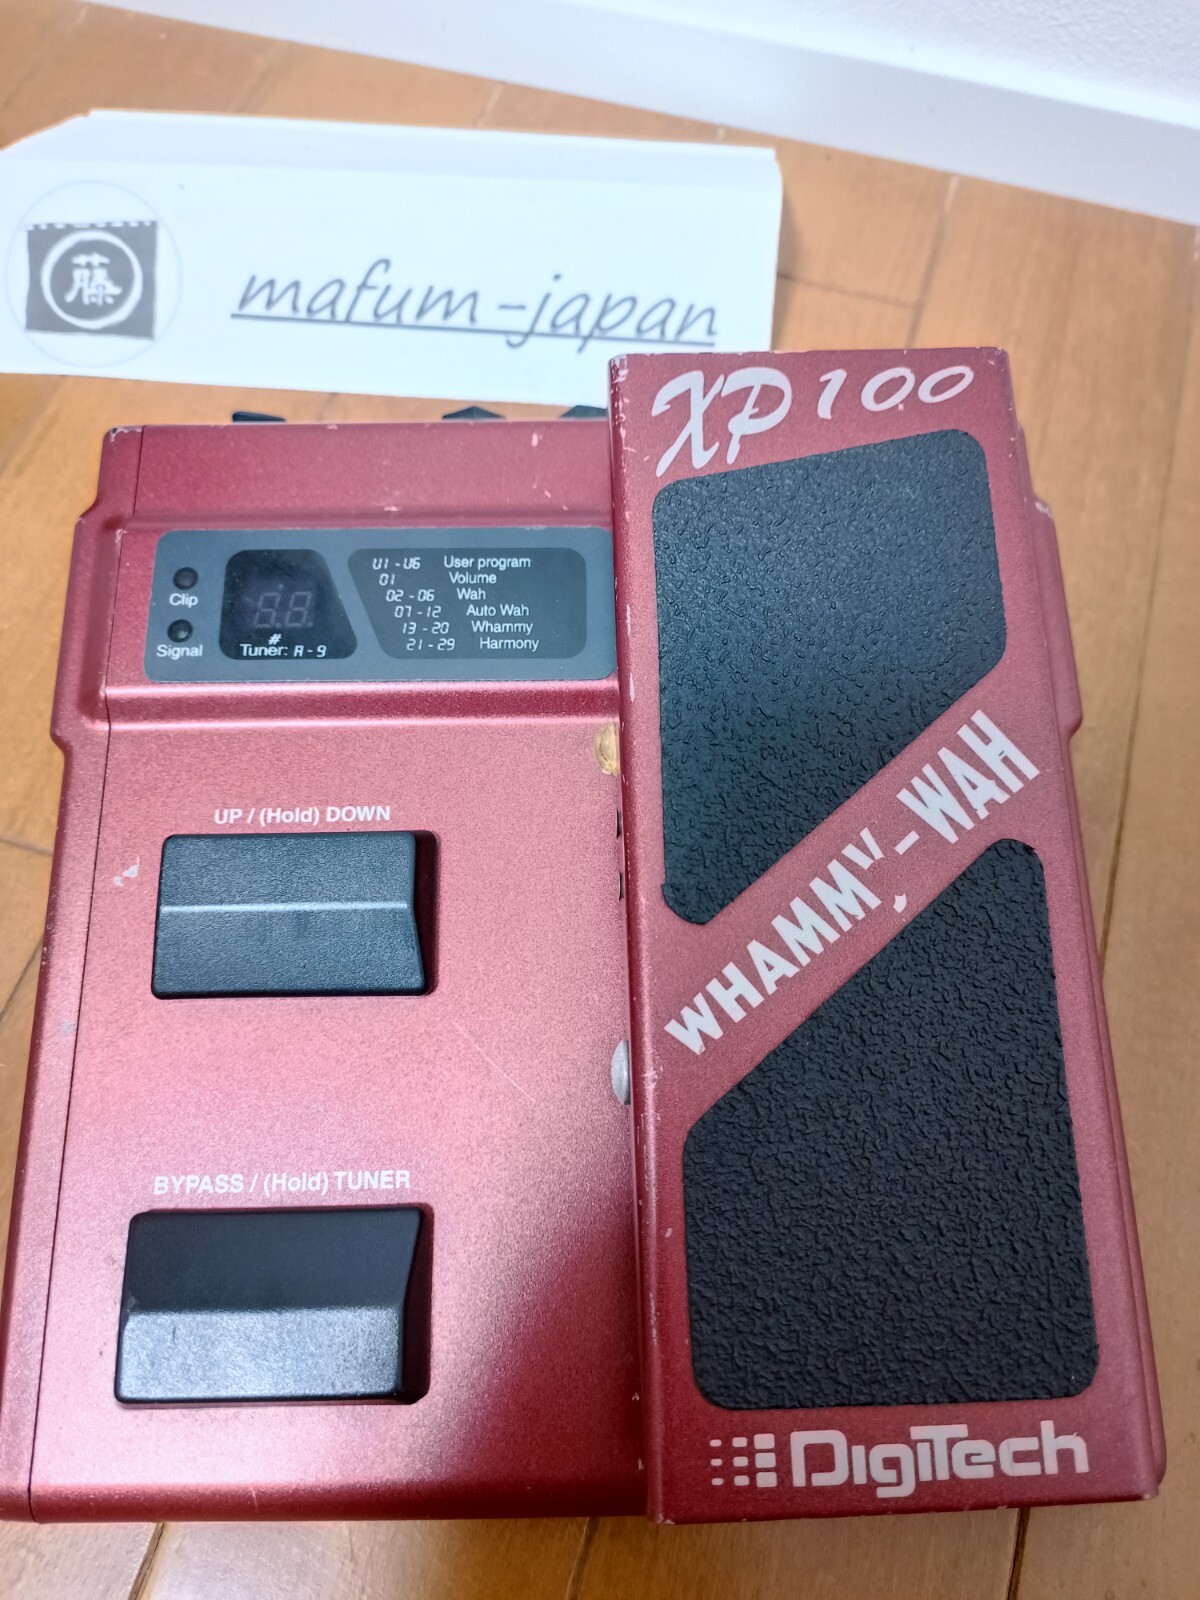 藤
mafum-japan
XP 100
U1 - U6 User program
01 Volume
02 - 06 Wah
07 - 12 Auto Wah
13 - 20 Whammy
21 - 29 Harmony
Clip
Signal
8.8.
#
Tuner: A - 9
UP / (Hold) DOWN
WHAMMY-WAH
BYPASS / (Hold) TUNER
DigiTech